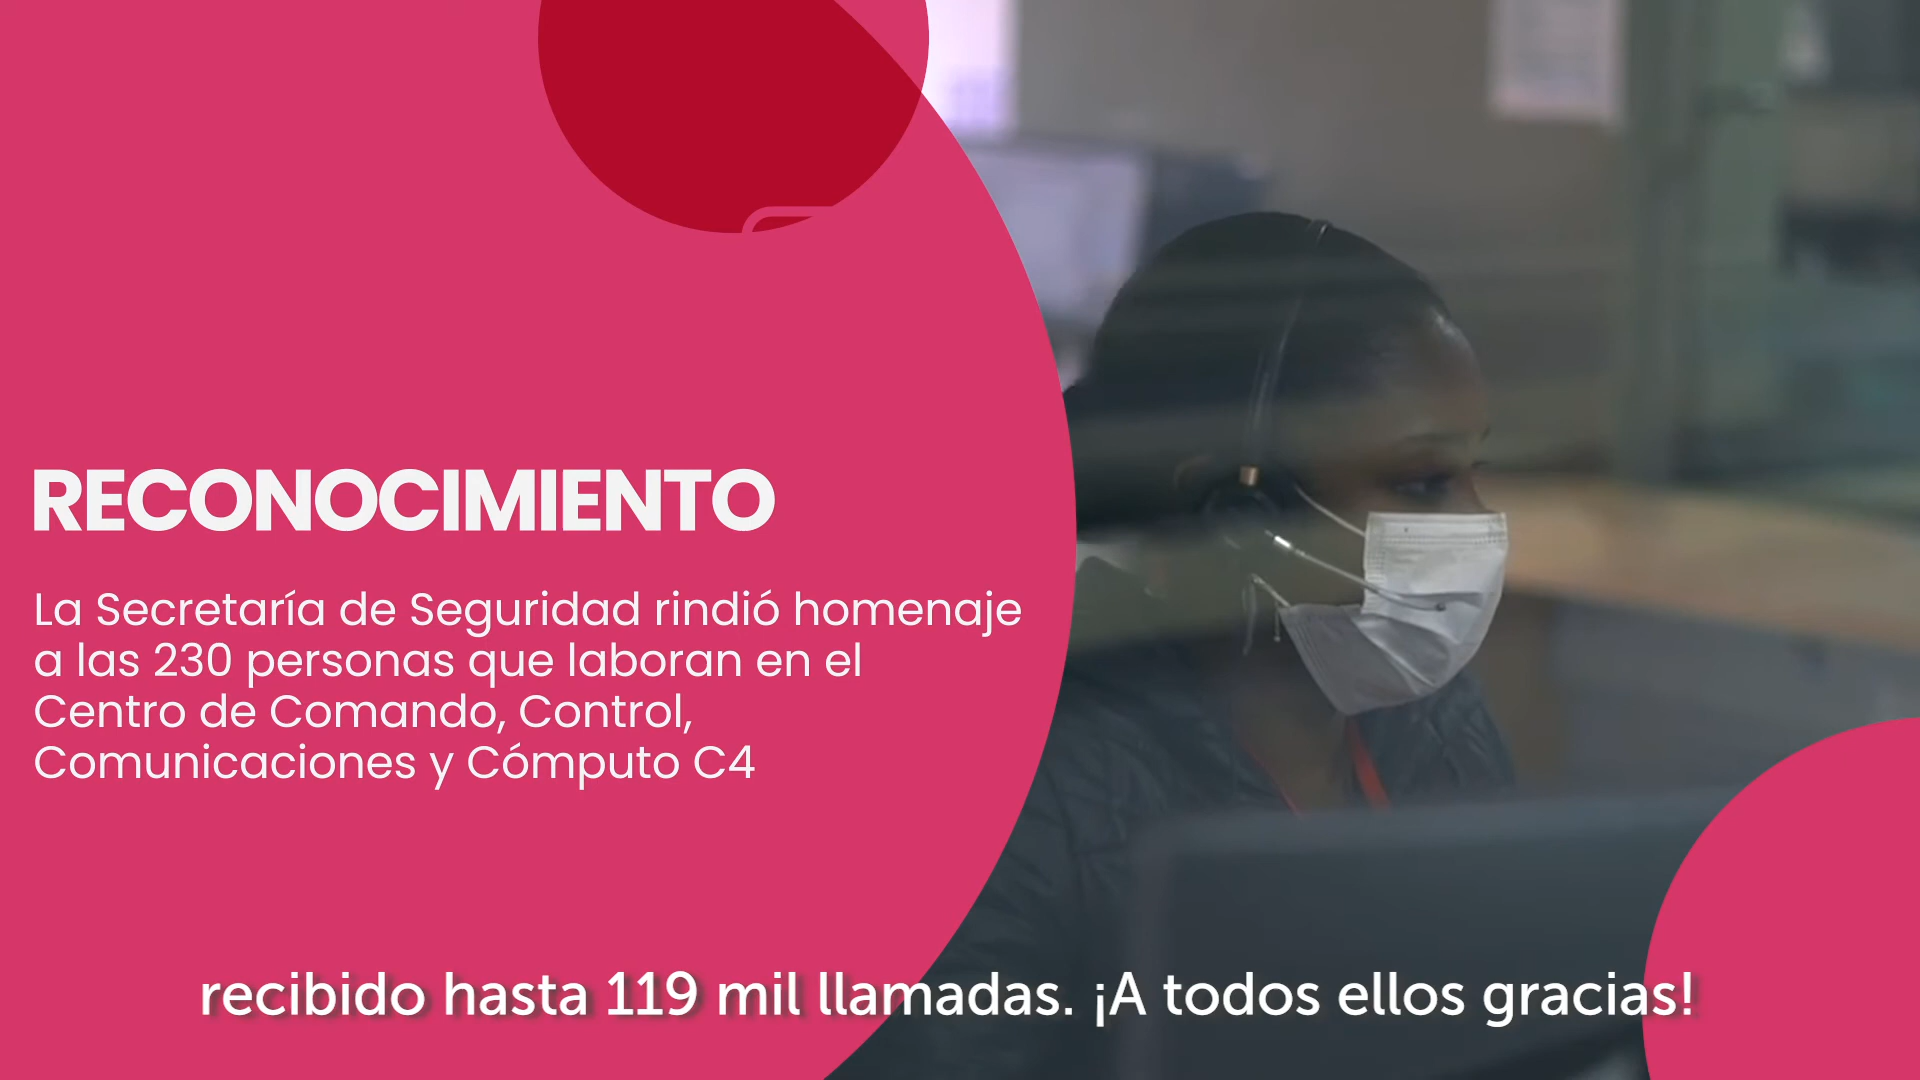 RECONOCIMIENTO
La Secretaría de Seguridad rindió homenaje
a las 230 personas que laboran en el
Centro de Comando, Control,
Comunicaciones y Cómputo C4
recibido hasta 119 mil llamadas. ¡A todos ellos gracias!